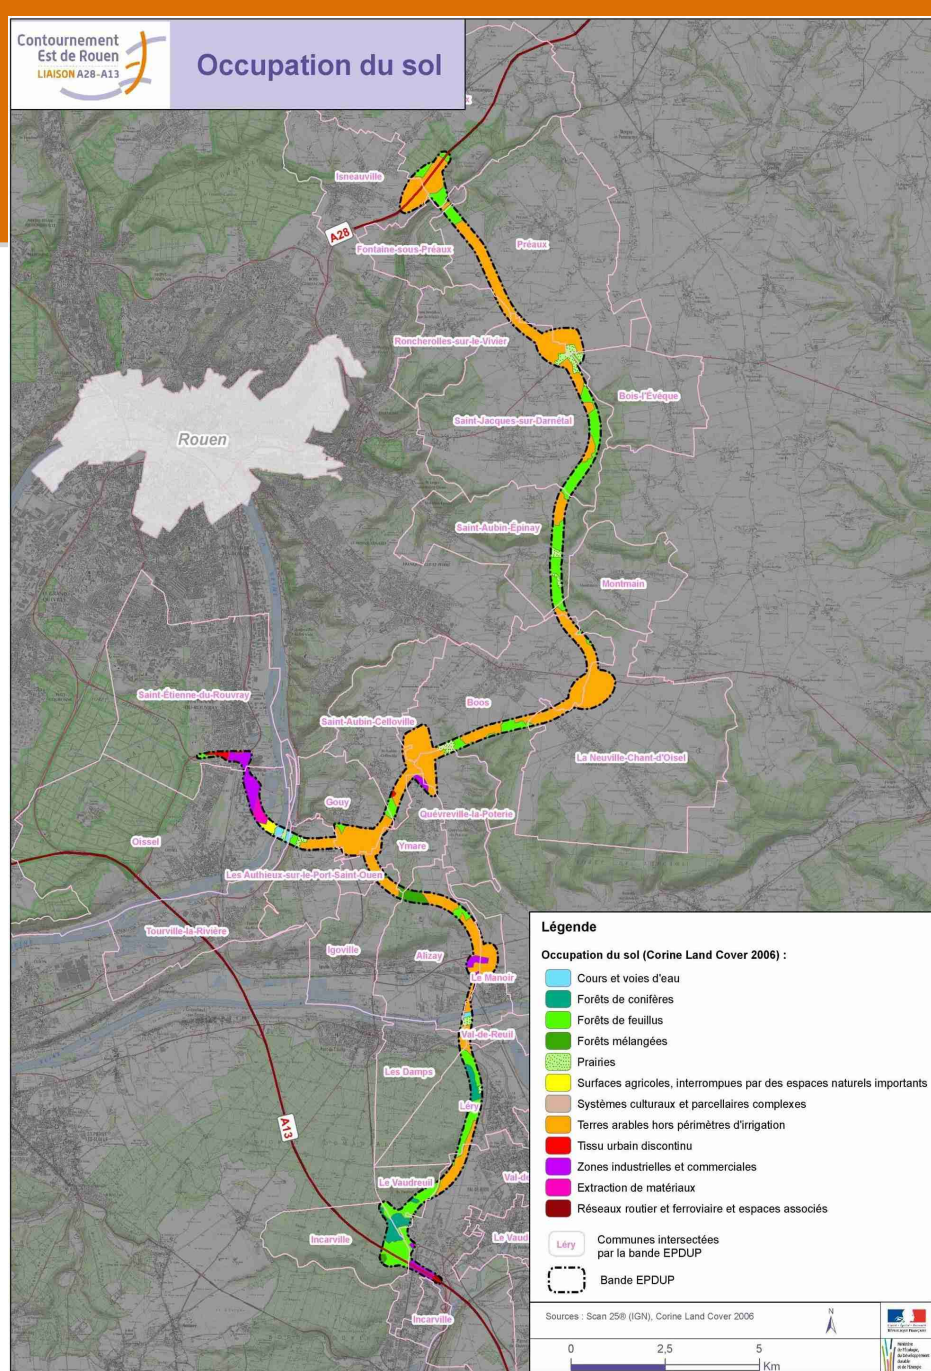 Contournement
Est de Rouen
LIAISON A28-A13
Occupation du sol
Isneauville
A28
Fontaine-sous-Préaux
Préaux
Roncherolles-sur-le-Vivier
Bois-l'Évêque
Saint-Jacques-sur-Darnétal
Rouen
Saint-Aubin-Épinay
Montmain
Saint-Étienne-du-Rouvray
Saint-Aubin-Celloville
Boos
La Neuville-Chant-d'Oisel
Gouy
Quévreville-la-Poterie
Oissel
Ymare
Les Authieux-sur-le-Port-Saint-Ouen
Tourville-la-Rivière
Igoville
Alizay
Le Manoir
Val-de-Reuil
Les Damps
Léry
A13
Le Vaudreuil
Val-de
Incarville
Le Vaud
Incarville
Légende
Occupation du sol (Corine Land Cover 2006) :
Cours et voies d'eau
Forêts de conifères
Forêts de feuillus
Forêts mélangées
Prairies
Surfaces agricoles, interrompues par des espaces naturels importants
Systèmes culturaux et parcellaires complexes
Terres arables hors périmètres d'irrigation
Tissu urbain discontinu
Zones industrielles et commerciales
Extraction de matériaux
Réseaux routier et ferroviaire et espaces associés
Léry
Communes intersectées
par la bande EPDUP
Bande EPDUP
Sources : Scan 25® (IGN), Corine Land Cover 2006
N
0 2,5 5
Km